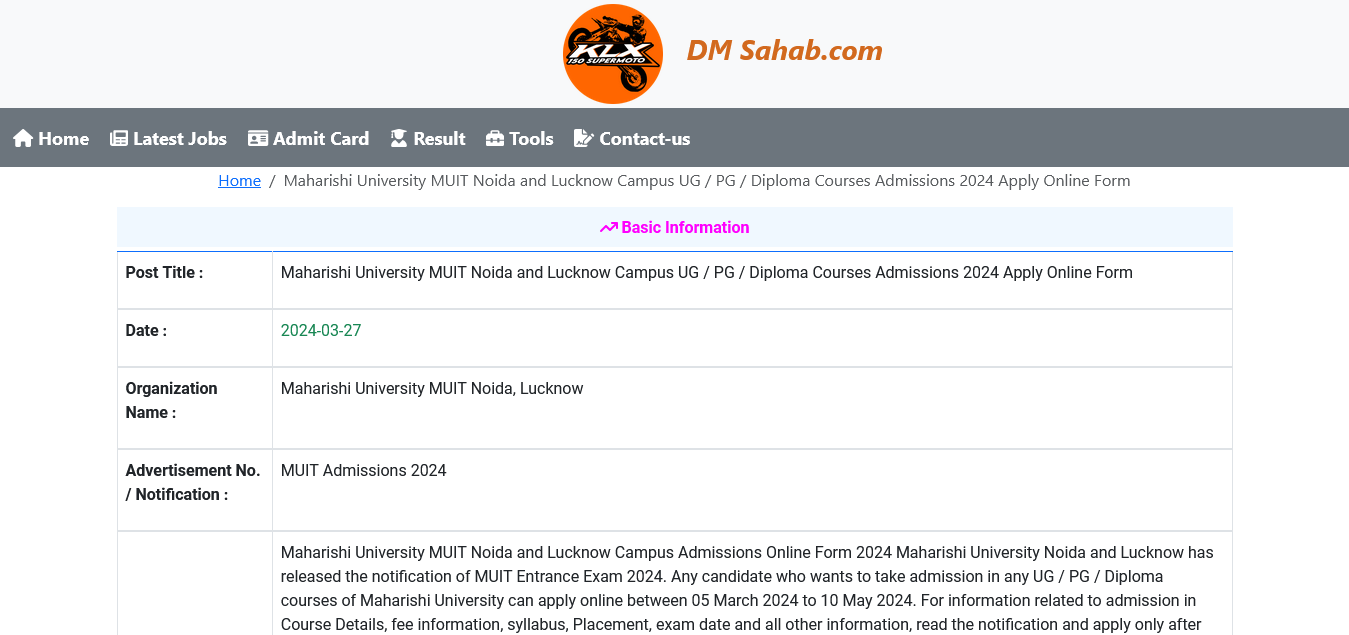 KLX
150 SUPERMOTO
DM Sahab.com
Home Latest Jobs Admit Card Result Tools Contact-us
Home / Maharishi University MUIT Noida and Lucknow Campus UG / PG / Diploma Courses Admissions 2024 Apply Online Form
Basic Information
Post Title : Maharishi University MUIT Noida and Lucknow Campus UG / PG / Diploma Courses Admissions 2024 Apply Online Form
Date : 2024-03-27
Organization Maharishi University MUIT Noida, Lucknow
Name :
Advertisement No. MUIT Admissions 2024
/ Notification :
Maharishi University MUIT Noida and Lucknow Campus Admissions Online Form 2024 Maharishi University Noida and Lucknow has
released the notification of MUIT Entrance Exam 2024. Any candidate who wants to take admission in any UG / PG / Diploma
courses of Maharishi University can apply online between 05 March 2024 to 10 May 2024. For information related to admission in
Course Details, fee information, syllabus, Placement, exam date and all other information, read the notification and apply only after